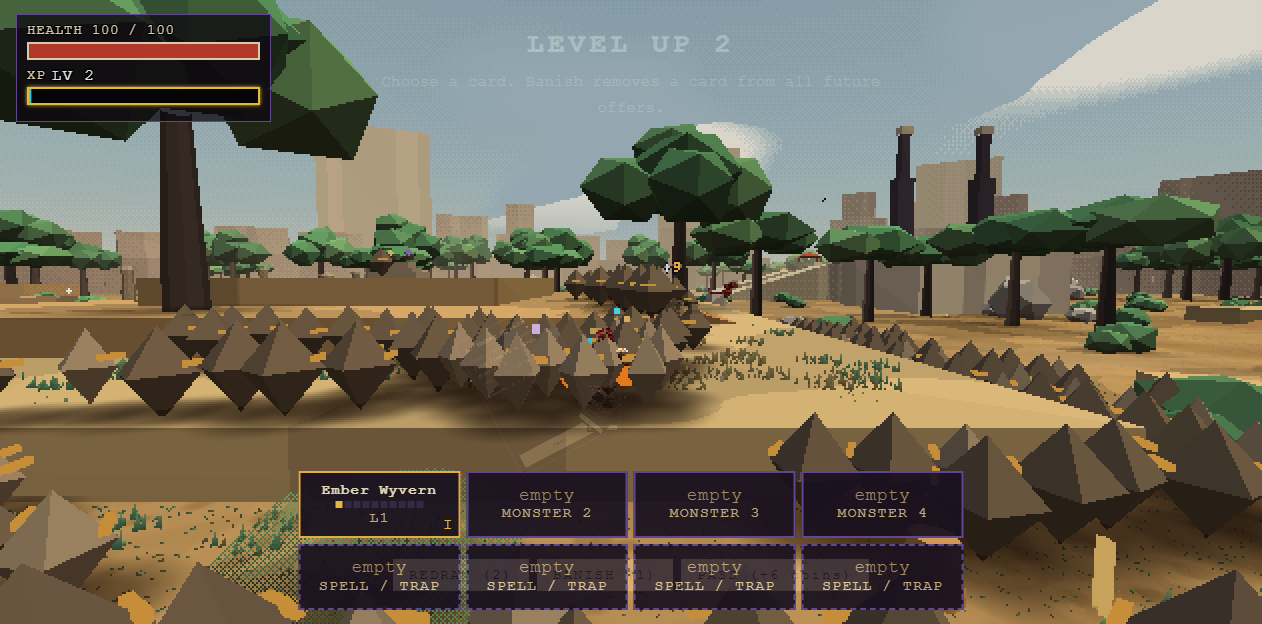 HEALTH 100 / 100
XP LV 2
LEVEL UP 2
Choose a card. Banish removes a card from all future
offers.
9
Ember Wyvern
L1
I
empty
MONSTER 2
empty
MONSTER 3
empty
MONSTER 4
empty
SPELL / TRAP
empty
SPELL / TRAP
empty
SPELL / TRAP
empty
SPELL / TRAP